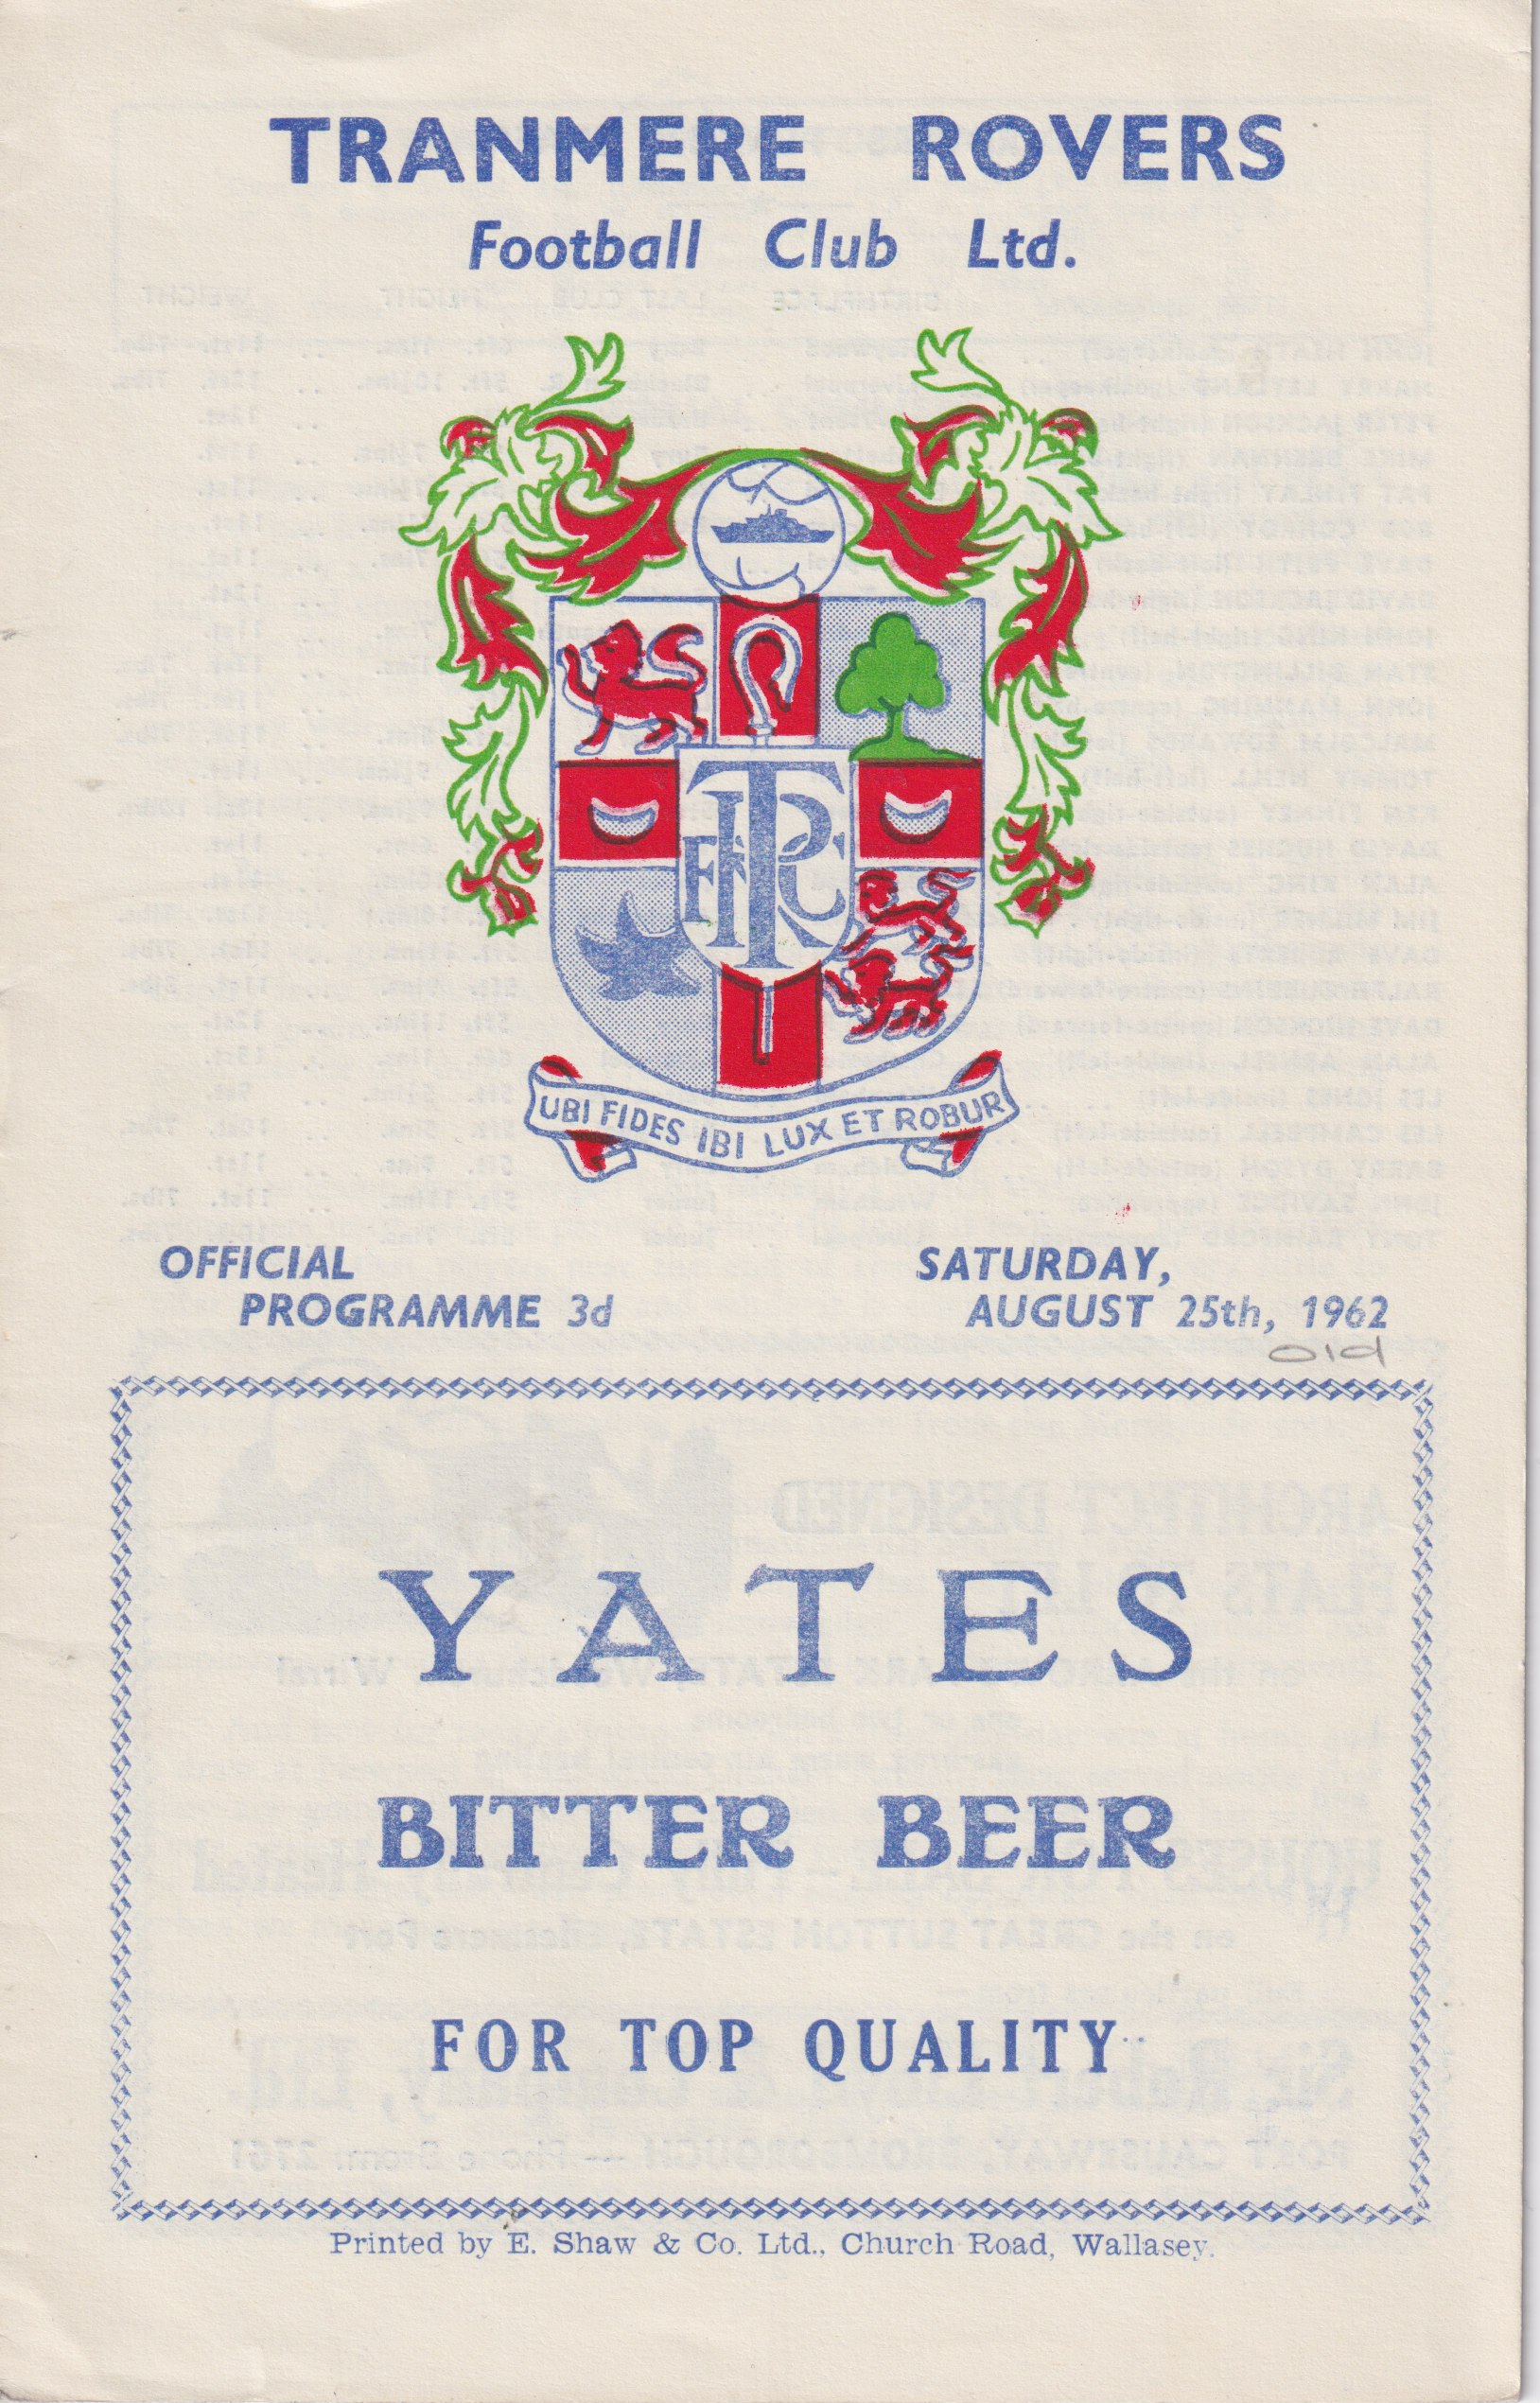 TRANMERE ROVERS
Football Club Ltd.
TRFC
UBI FIDES IBI LUX ET ROBUR
OFFICIAL
PROGRAMME 3d
SATURDAY,
AUGUST 25th, 1962
old
YATES
BITTER BEER
FOR TOP QUALITY
Printed by E. Shaw & Co. Ltd., Church Road, Wallasey.